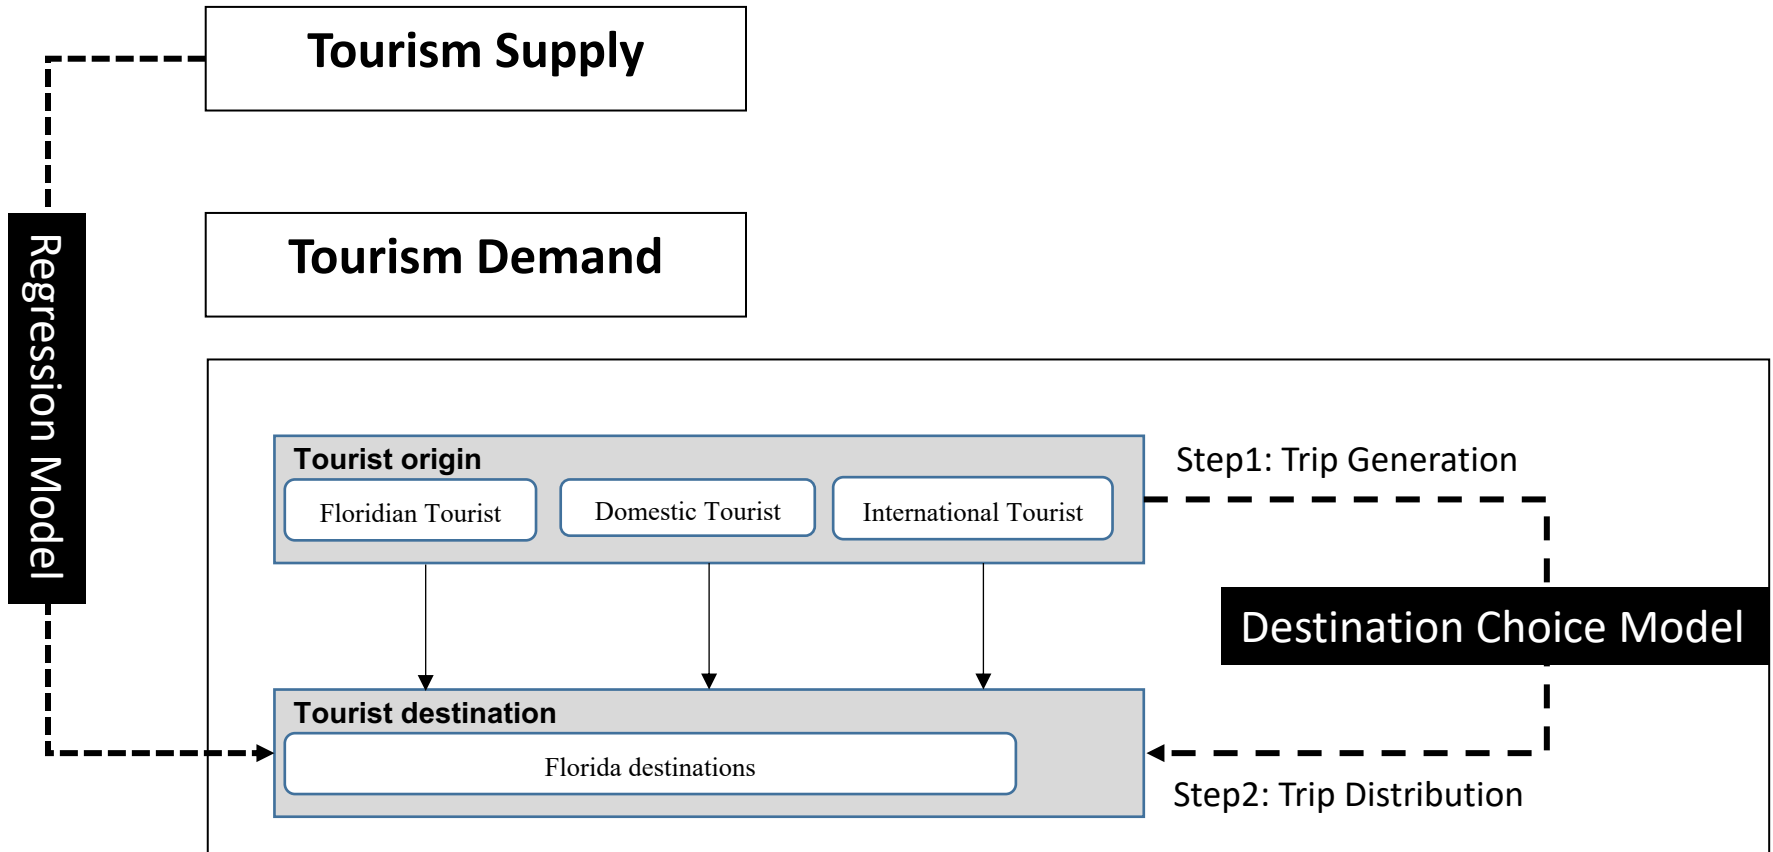 Tourism Supply
Tourism Demand
Regression Model
Tourist origin
Floridian Tourist
Domestic Tourist
International Tourist
Step1: Trip Generation
Destination Choice Model
Tourist destination
Florida destinations
Step2: Trip Distribution